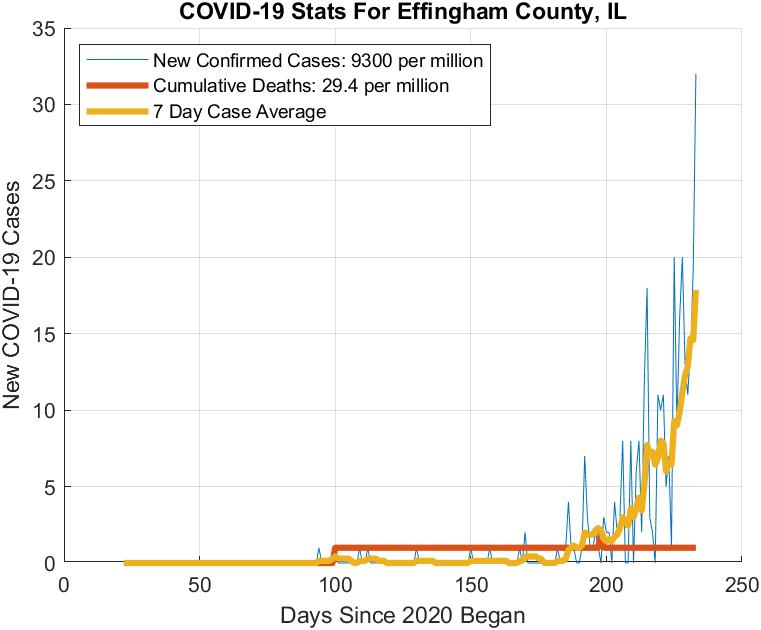 COVID-19 Stats For Effingham County, IL
New Confirmed Cases: 9300 per million
Cumulative Deaths: 29.4 per million
7 Day Case Average
New COVID-19 Cases
35
30
25
20
15
10
5
0
0 50 100 150 200 250
Days Since 2020 Began